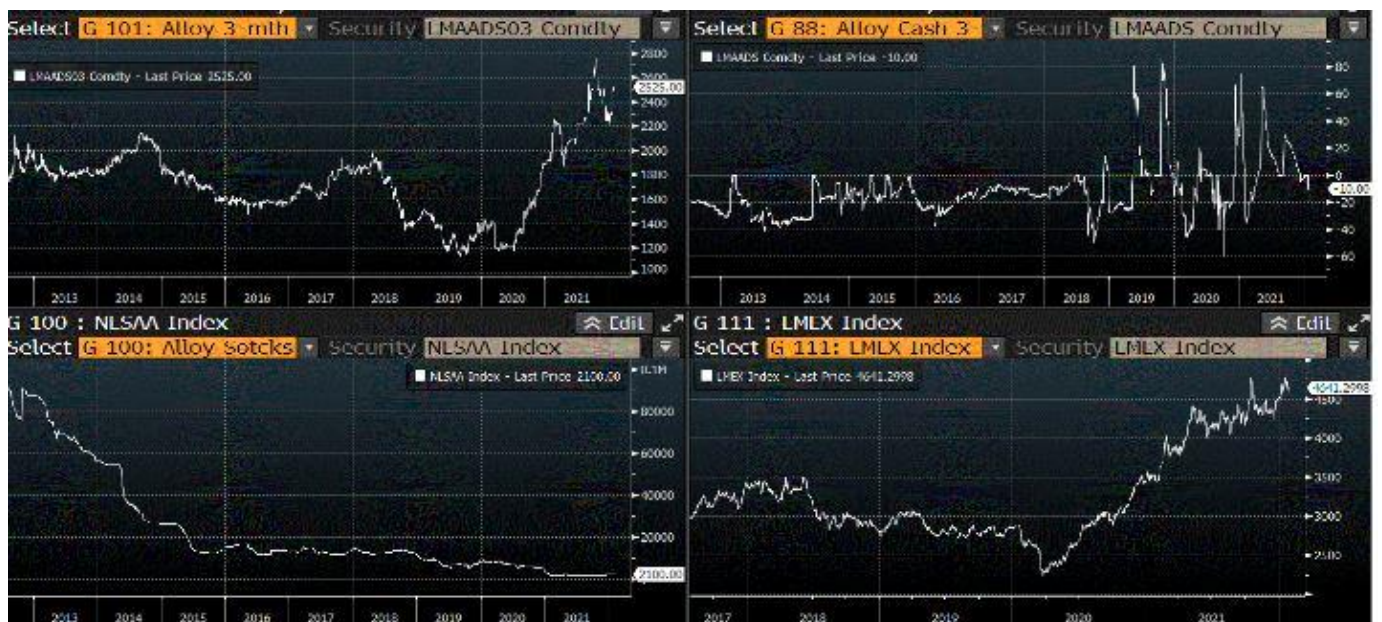 Select G 101: Alloy 3-mth Security LMAADS03 Comdty
LMAADS03 Comdty - Last Price 2525.00
2800
2600
2525.00
2400
2200
2000
1800
1600
1400
1200
1000
2013 2014 2015 2016 2017 2018 2019 2020 2021
Select G 88: Alloy Cash 3- Security LMAADS Comdty
LMAADS Comdty - Last Price -10.00
80
60
40
20
0
-10.00
-20
-40
-60
2013 2014 2015 2016 2017 2018 2019 2020 2021
G 100 : NLSAA Index Edit
Select G 100: Alloy Sotcks Security NLSAA Index
NLSAA Index - Last Price 2100.00
0.1M
80000
60000
40000
20000
2100.00
2013 2014 2015 2016 2017 2018 2019 2020 2021
G 111 : LMEX Index Edit
Select G 111: LMEX Index Security LMEX Index
LMEX Index - Last Price 4641.2998
4641.2998
4500
4000
3500
3000
2500
2017 2018 2019 2020 2021